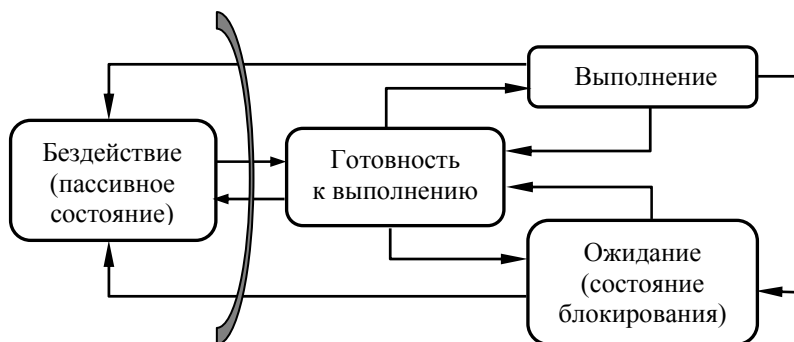 Выполнение
Бездействие
(пассивное
состояние)
Готовность
к выполнению
Ожидание
(состояние
блокирования)